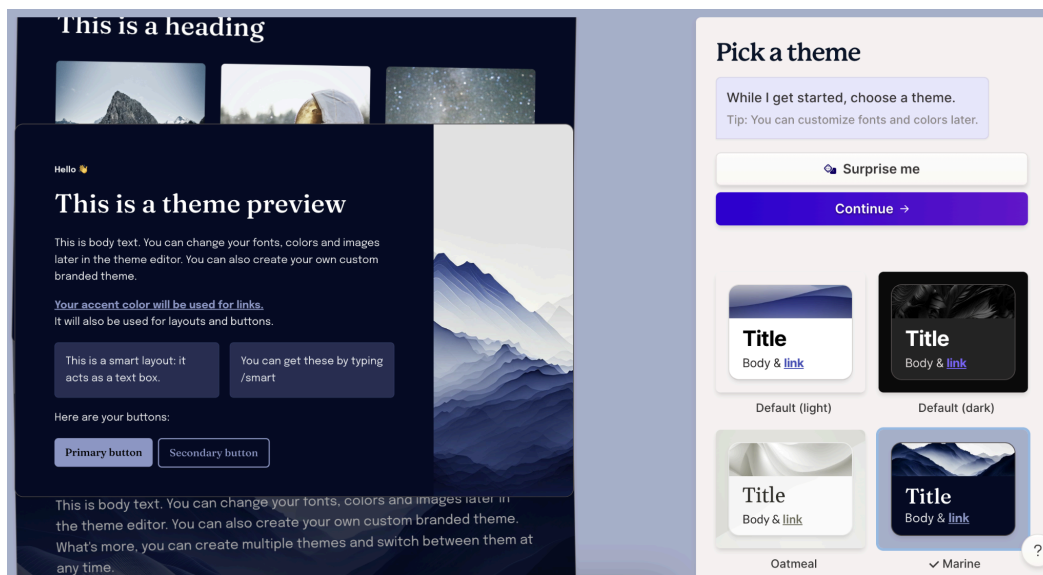 This is a heading
Hello 👋
This is a theme preview
This is body text. You can change your fonts, colors and images
later in the theme editor. You can also create your own custom
branded theme.
Your accent color will be used for links.
It will also be used for layouts and buttons.
This is a smart layout: it
acts as a text box.
You can get these by typing
/smart
Here are your buttons:
Primary button
Secondary button
This is body text. You can change your fonts, colors and images later in
the theme editor. You can also create your own custom branded theme.
What's more, you can create multiple themes and switch between them at
any time.
Pick a theme
While I get started, choose a theme.
Tip: You can customize fonts and colors later.
Surprise me
Continue →
Title
Body & link
Default (light)
Title
Body & link
Default (dark)
Title
Body & link
Oatmeal
Title
Body & link
✓ Marine
?